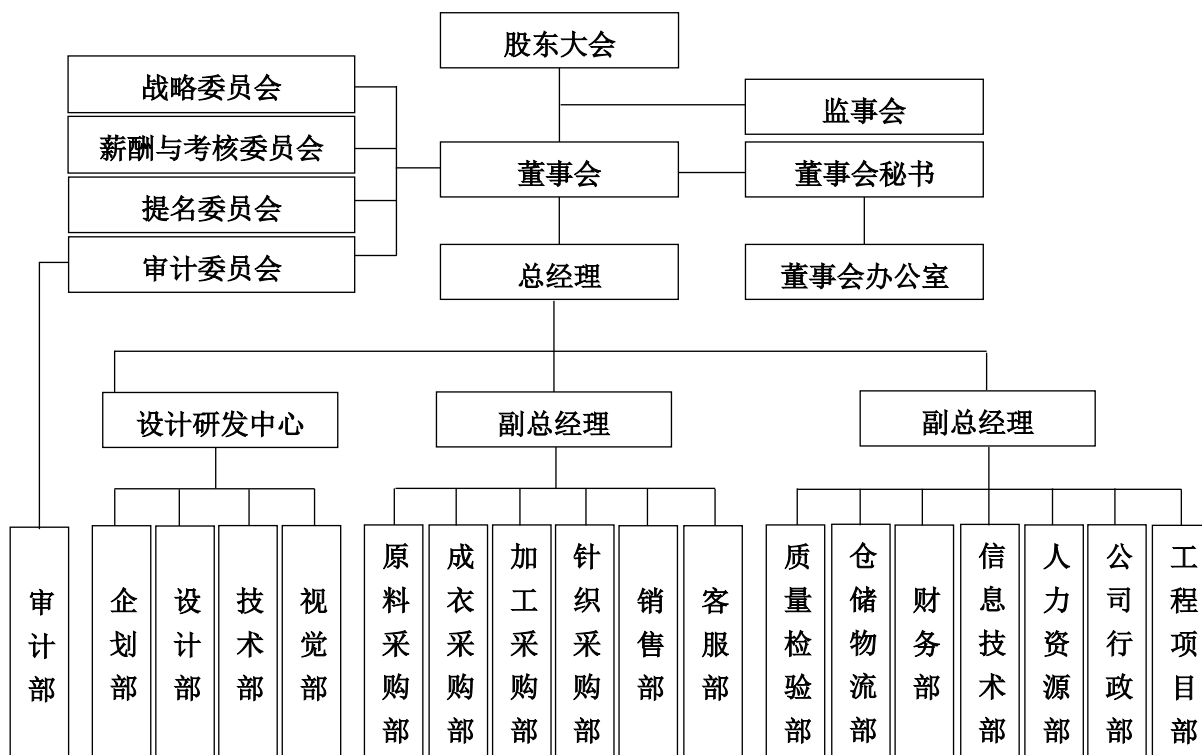 股东大会
战略委员会
监事会
薪酬与考核委员会
董事会
董事会秘书
提名委员会
审计委员会
总经理
董事会办公室
设计研发中心
副总经理
副总经理
审计部
企划部
设计部
技术部
视觉部
原料采购部
成衣采购部
加工采购部
针织采购部
销售部
客服部
质量检验部
仓储物流部
财务部
信息技术部
人力资源部
公司行政部
工程项目部